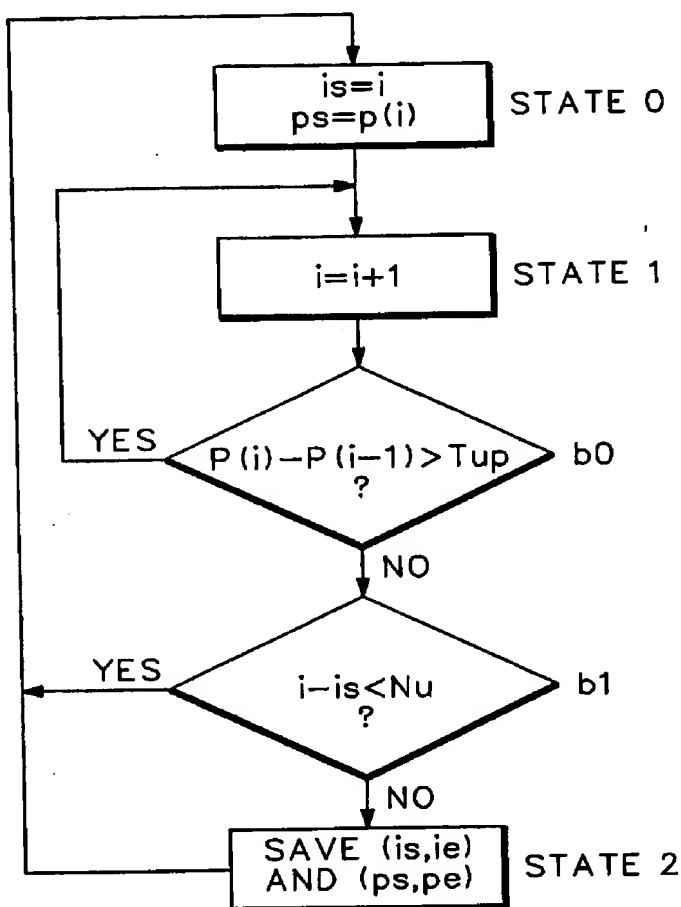 is=i
ps=p(i)
STATE 0
i=i+1
STATE 1
YES
P(i)-P(i-1)>Tup
?
b0
NO
YES
i-is<Nu
?
b1
NO
SAVE (is,ie)
AND (ps,pe)
STATE 2